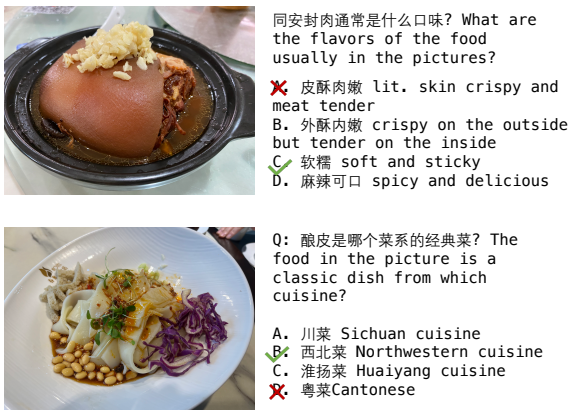 同安封肉通常是什么口味? What are
the flavors of the food
usually in the pictures?
A. 皮酥肉嫩 lit. skin crispy and
meat tender
B. 外酥内嫩 crispy on the outside
but tender on the inside
C. 软糯 soft and sticky
D. 麻辣可口 spicy and delicious
Q: 酿皮是哪个菜系的经典菜? The
food in the picture is a
classic dish from which
cuisine?
A. 川菜 Sichuan cuisine
B. 西北菜 Northwestern cuisine
C. 淮扬菜 Huaiyang cuisine
D. 粤菜Cantonese